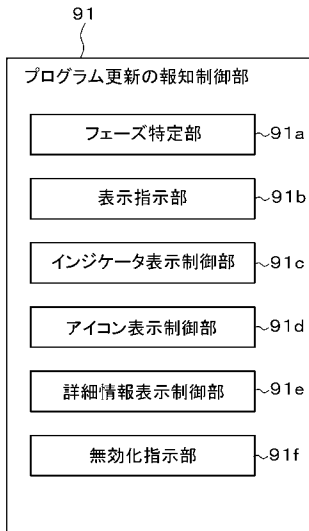 91
プログラム更新の報知制御部
フェーズ特定部 91a
表示指示部 91b
インジケータ表示制御部 91c
アイコン表示制御部 91d
詳細情報表示制御部 91e
無効化指示部 91f